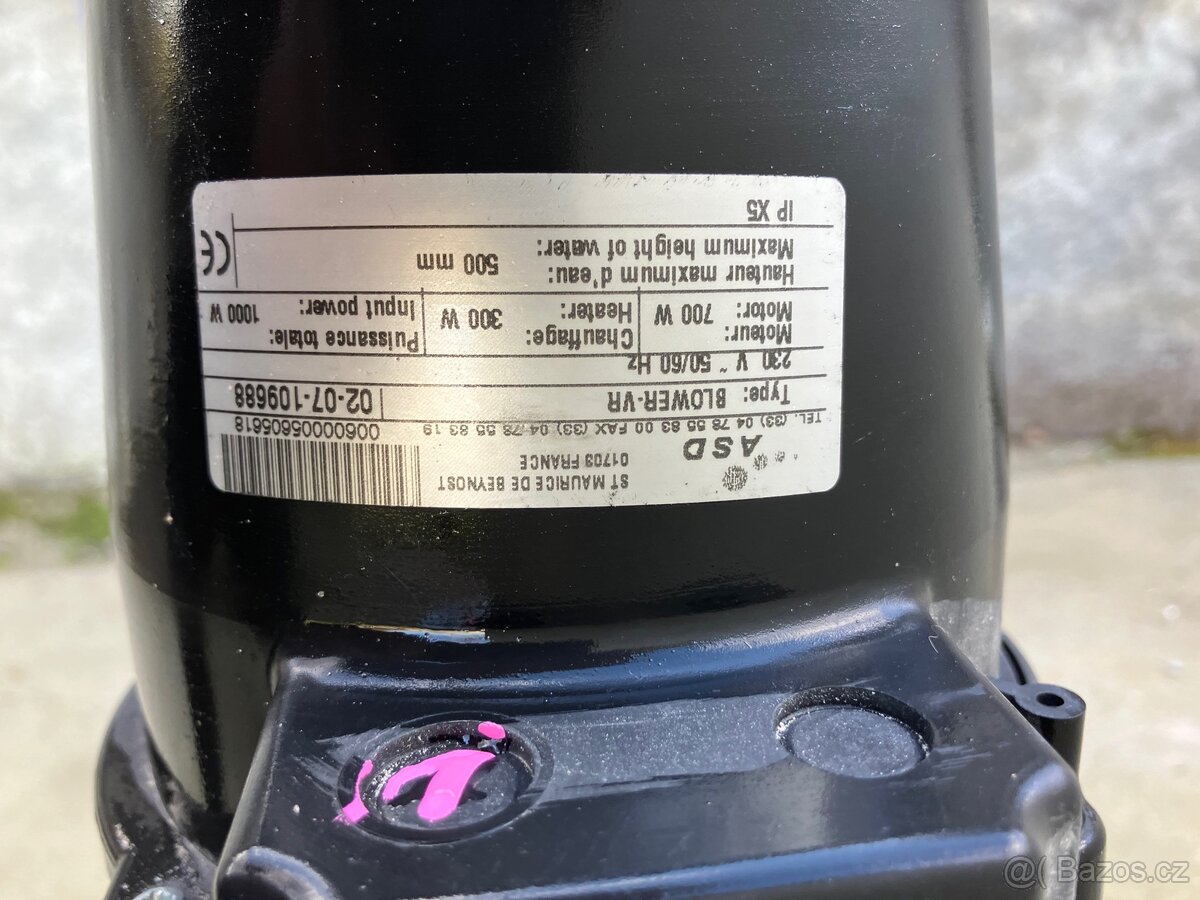 ST MAURICE DE BEYNOST
01703 FRANCE
ASD
TEL. (33) 04 78 55 83 00 FAX (33) 04 78 55 83 19
0060005605618
Type: BLOWER-VR
02-07-109688
230 V ~ 50/60 Hz
Moteur:
Motor: 700 W
Chauffage:
Heater: 300 W
Puissance totale:
Input power: 1000 W
Hauteur maximum d'eau:
Maximum height of water: 500 mm
IP X5
CE
@( Bazos.cz